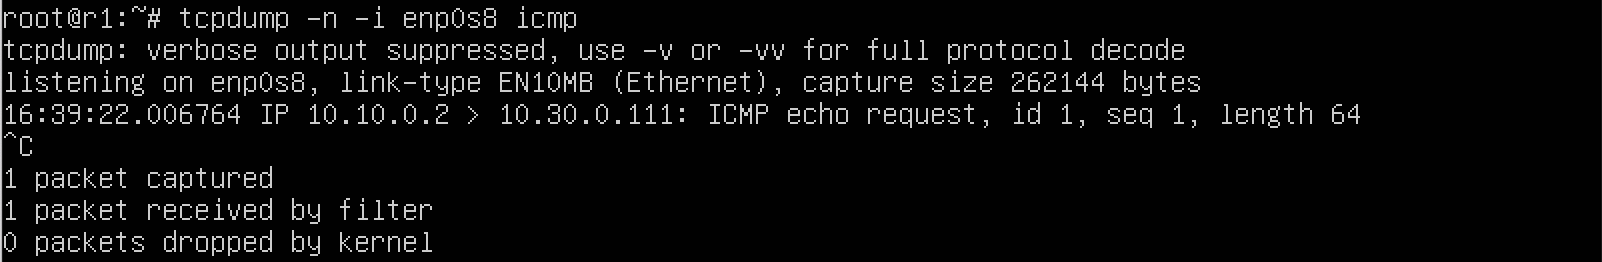 root@r1:~# tcpdump -n -i enp0s8 icmp
tcpdump: verbose output suppressed, use -v or -vv for full protocol decode
listening on enp0s8, link-type EN10MB (Ethernet), capture size 262144 bytes
16:39:22.006764 IP 10.10.0.2 > 10.30.0.111: ICMP echo request, id 1, seq 1, length 64
^C
1 packet captured
1 packet received by filter
0 packets dropped by kernel